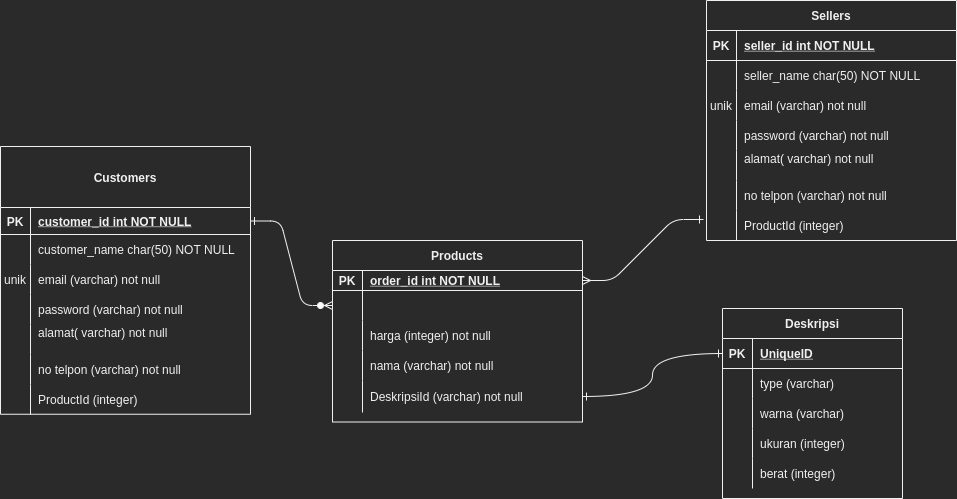 Sellers
PK seller_id int NOT NULL
seller_name char(50) NOT NULL
unik email (varchar) not null
password (varchar) not null
alamat( varchar) not null
no telpon (varchar) not null
ProductId (integer)
Customers
PK customer_id int NOT NULL
customer_name char(50) NOT NULL
unik email (varchar) not null
password (varchar) not null
alamat( varchar) not null
no telpon (varchar) not null
ProductId (integer)
Products
PK order_id int NOT NULL
harga (integer) not null
nama (varchar) not null
DeskripsiId (varchar) not null
Deskripsi
PK UniqueID
type (varchar)
warna (varchar)
ukuran (integer)
berat (integer)